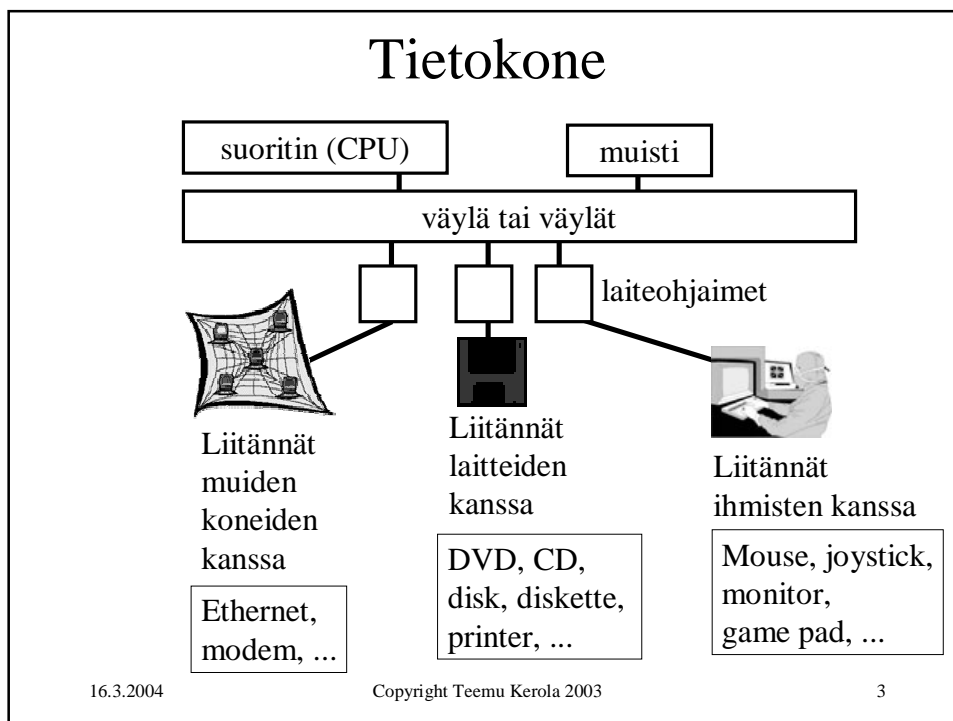 Tietokone
suoritin (CPU)
muisti
väylä tai väylät
laiteohjaimet
Liitännät
muiden
koneiden
kanssa
Ethernet,
modem, ...
Liitännät
laitteiden
kanssa
DVD, CD,
disk, diskette,
printer, ...
Liitännät
ihmisten kanssa
Mouse, joystick,
monitor,
game pad, ...
16.3.2004
Copyright Teemu Kerola 2003
3